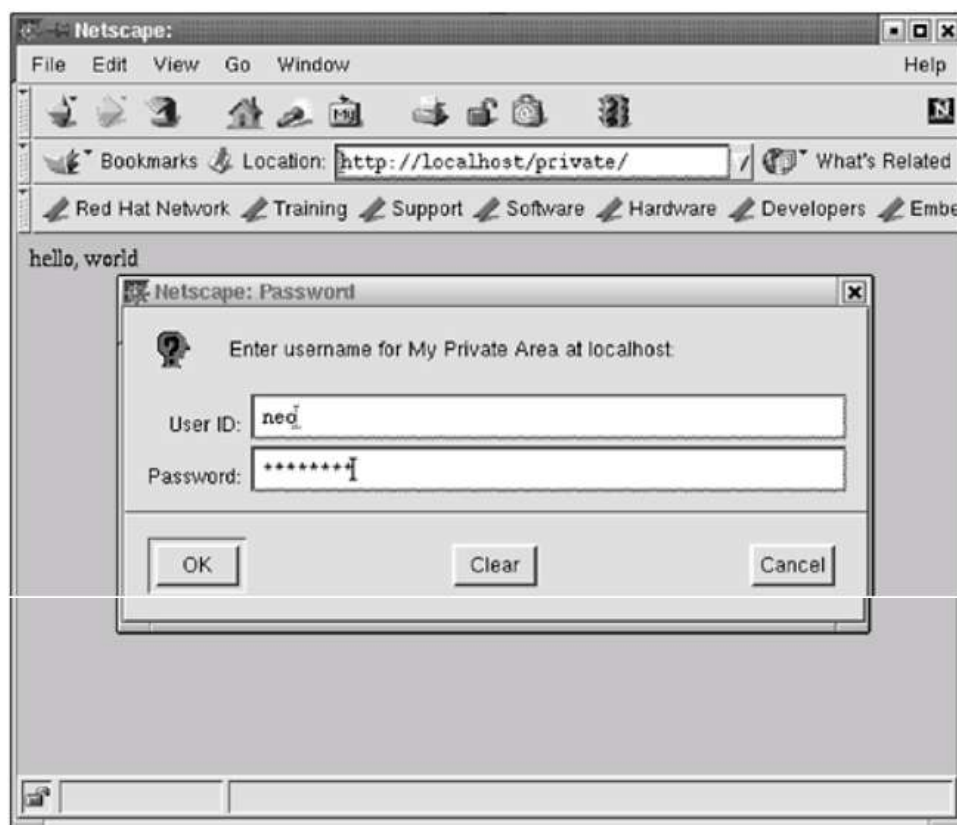 Netscape:
File Edit View Go Window Help
My N
Bookmarks Location: http://localhost/private/ What's Related
Red Hat Network Training Support Software Hardware Developers Embe
hello, world
Netscape: Password
Enter username for My Private Area at localhost:
User ID: neo
Password: ********
OK Clear Cancel